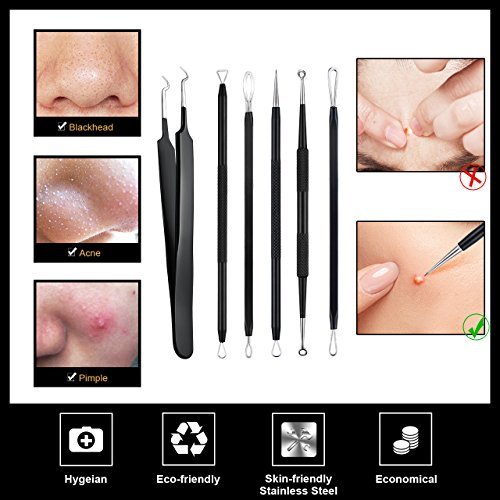 Blackhead
Acne
Pimple
Hygeian
Eco-friendly
Skin-friendly
Stainless Steel
Economical